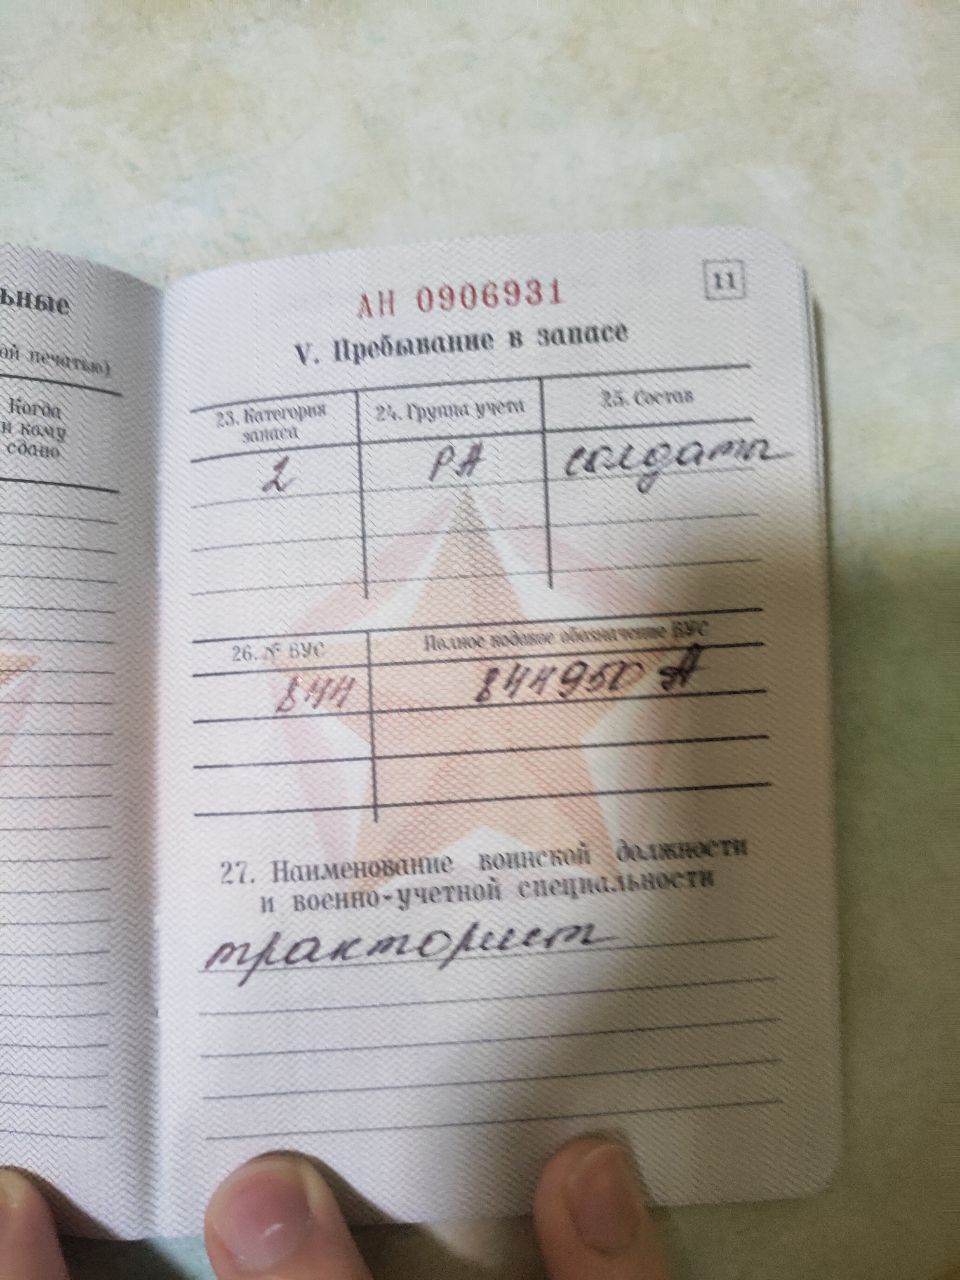 ьные
ой печатью)
Когда
и кому
сдано
11
АН 0906931
V. Пребывание в запасе
23. Категория запаса
24. Группа учета
25. Состав
2
РА
солдаты
26. № ВУС
Полное кодовое обозначение ВУС
844
844950 А
27. Наименование воинской должности
и военно-учетной специальности
тракторист